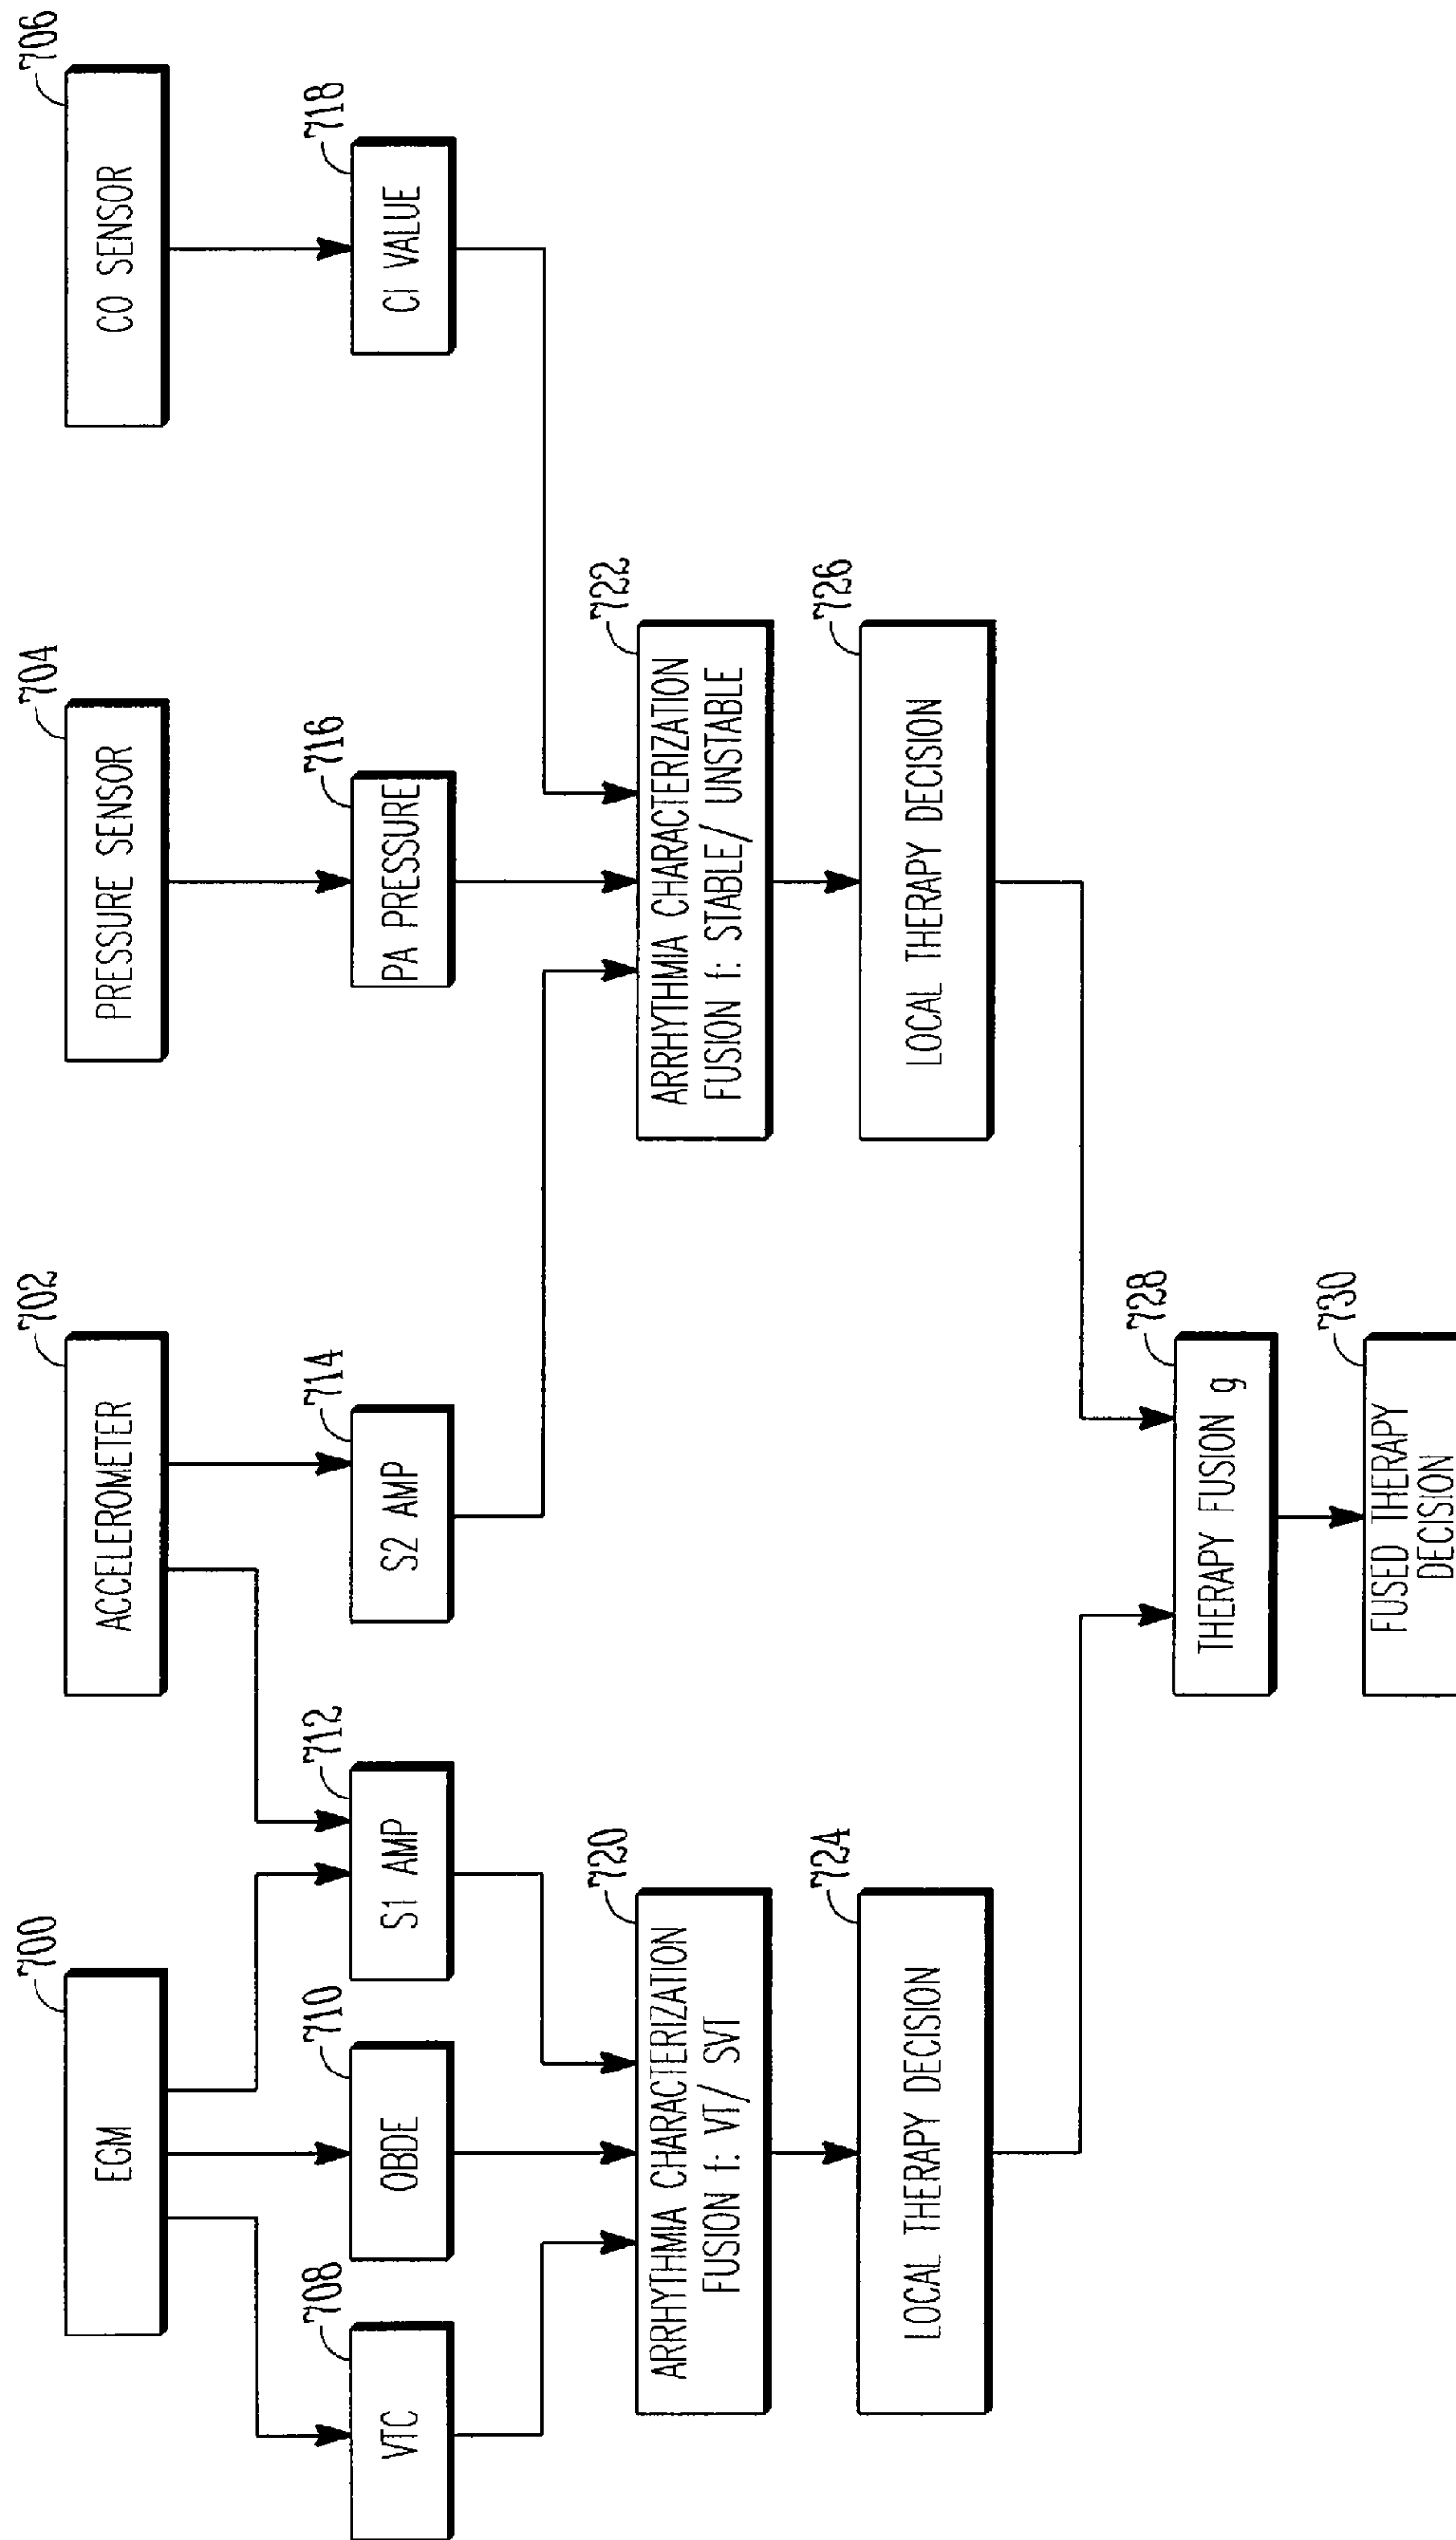 700
EGM
702
ACCELEROMETER
704
PRESSURE SENSOR
706
CO SENSOR
708
VTC
710
OBDE
712
S1 AMP
714
S2 AMP
716
PA PRESSURE
718
CI VALUE
720
ARRHYTHMIA CHARACTERIZATION
FUSION f: VT/ SVT
722
ARRHYTHMIA CHARACTERIZATION
FUSION f: STABLE/ UNSTABLE
724
LOCAL THERAPY DECISION
726
LOCAL THERAPY DECISION
728
THERAPY FUSION g
730
FUSED THERAPY
DECISION